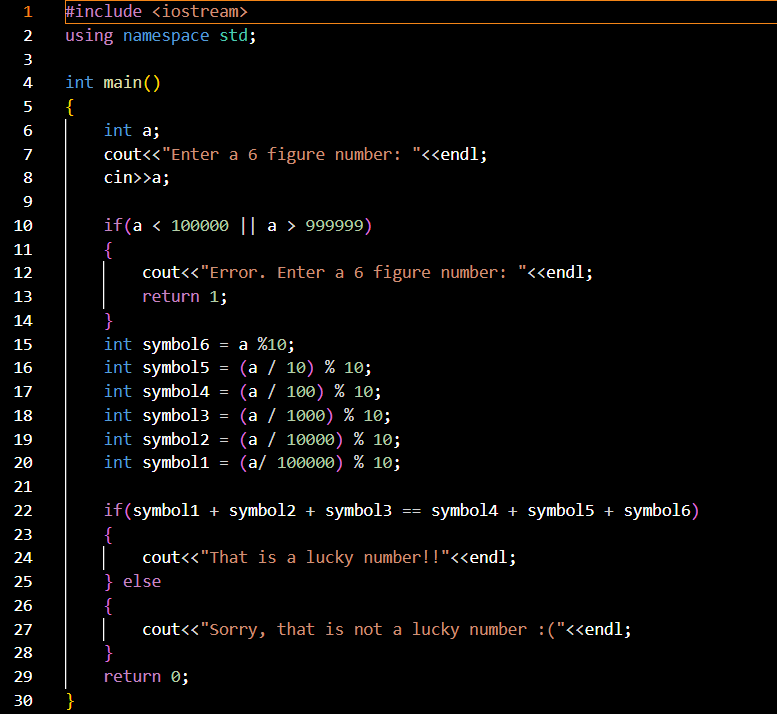 1 #include <iostream>
2 using namespace std;
3
4 int main()
5 {
6     int a;
7     cout<<"Enter a 6 figure number: "<<endl;
8     cin>>a;
9
10     if(a < 100000 || a > 999999)
11     {
12         cout<<"Error. Enter a 6 figure number: "<<endl;
13         return 1;
14     }
15     int symbol6 = a %10;
16     int symbol5 = (a / 10) % 10;
17     int symbol4 = (a / 100) % 10;
18     int symbol3 = (a / 1000) % 10;
19     int symbol2 = (a / 10000) % 10;
20     int symbol1 = (a/ 100000) % 10;
21
22     if(symbol1 + symbol2 + symbol3 == symbol4 + symbol5 + symbol6)
23     {
24         cout<<"That is a lucky number!!"<<endl;
25     } else
26     {
27         cout<<"Sorry, that is not a lucky number :("<<endl;
28     }
29     return 0;
30 }